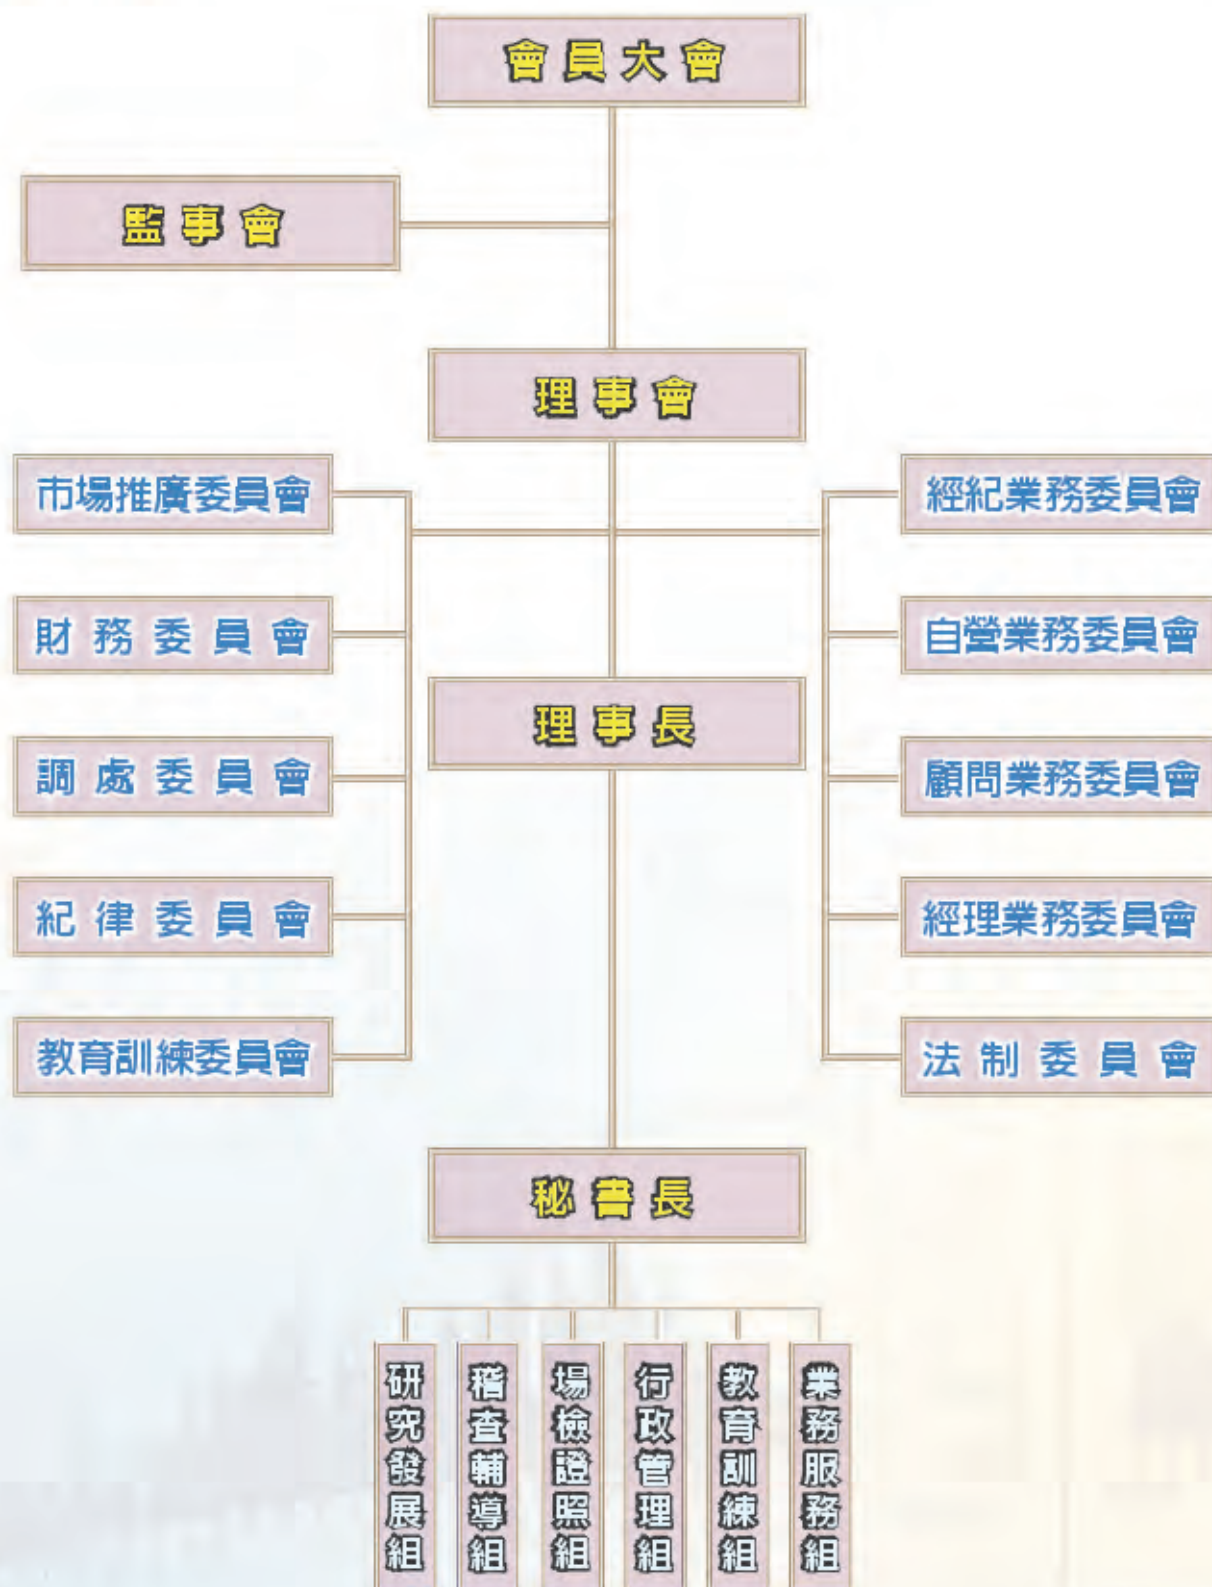 會員大會
監事會
理事會
市場推廣委員會
經紀業務委員會
財務委員會
自營業務委員會
理事長
調處委員會
顧問業務委員會
紀律委員會
經理業務委員會
教育訓練委員會
法制委員會
秘書長
研究發展組
稽查輔導組
場檢證照組
行政管理組
教育訓練組
業務服務組